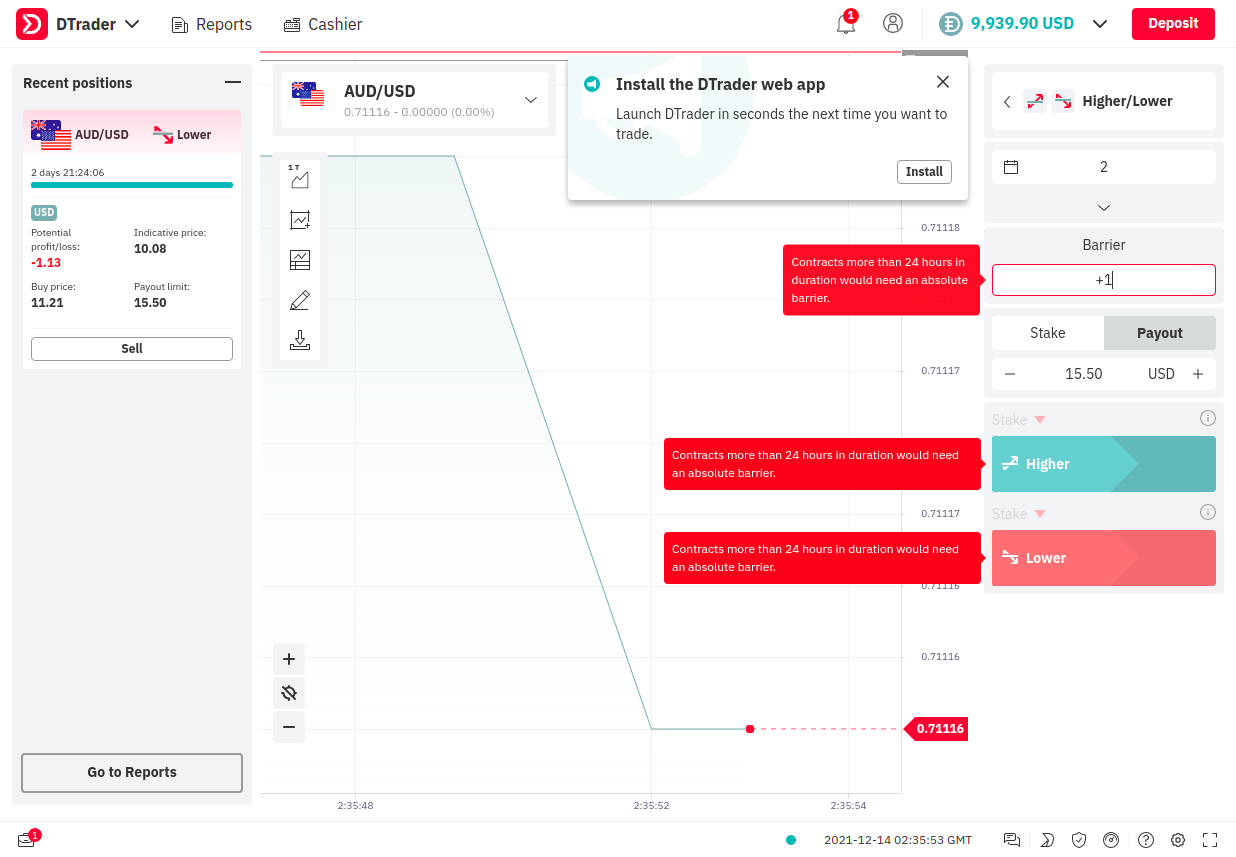 DTrader
Reports
Cashier
1
9,939.90 USD
Deposit
Recent positions
AUD/USD
Lower
2 days 21:24:06
USD
Potential
profit/loss:
-1.13
Indicative price:
10.08
Buy price:
11.21
Payout limit:
15.50
Sell
Go to Reports
AUD/USD
0.71116 - 0.00000 (0.00%)
1 T
Install the DTrader web app
Launch DTrader in seconds the next time you want to
trade.
Install
0.71118
0.71117
0.71117
0.71116
0.71116
0.71116
2:35:48
2:35:52
2:35:54
Higher/Lower
2
Barrier
+1
Contracts more than 24 hours in
duration would need an absolute
barrier.
Stake
Payout
15.50
USD
Stake
Higher
Contracts more than 24 hours in duration would need
an absolute barrier.
Stake
Lower
Contracts more than 24 hours in duration would need
an absolute barrier.
1
2021-12-14 02:35:53 GMT